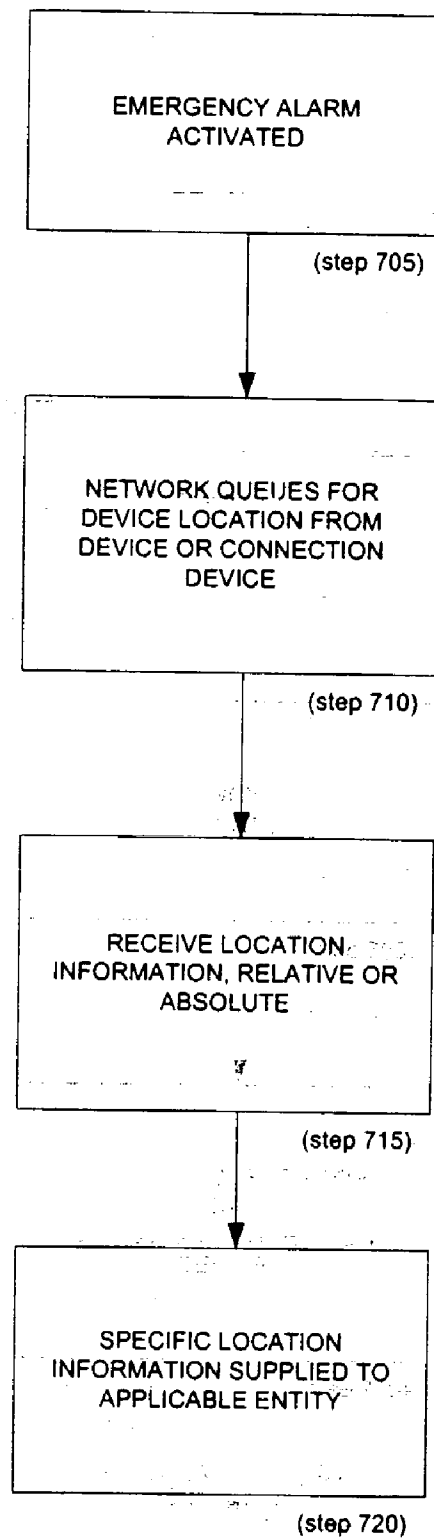 EMERGENCY ALARM
ACTIVATED
(step 705)
NETWORK QUEUES FOR
DEVICE LOCATION FROM
DEVICE OR CONNECTION
DEVICE
(step 710)
RECEIVE LOCATION
INFORMATION, RELATIVE OR
ABSOLUTE
(step 715)
SPECIFIC LOCATION
INFORMATION SUPPLIED TO
APPLICABLE ENTITY
(step 720)